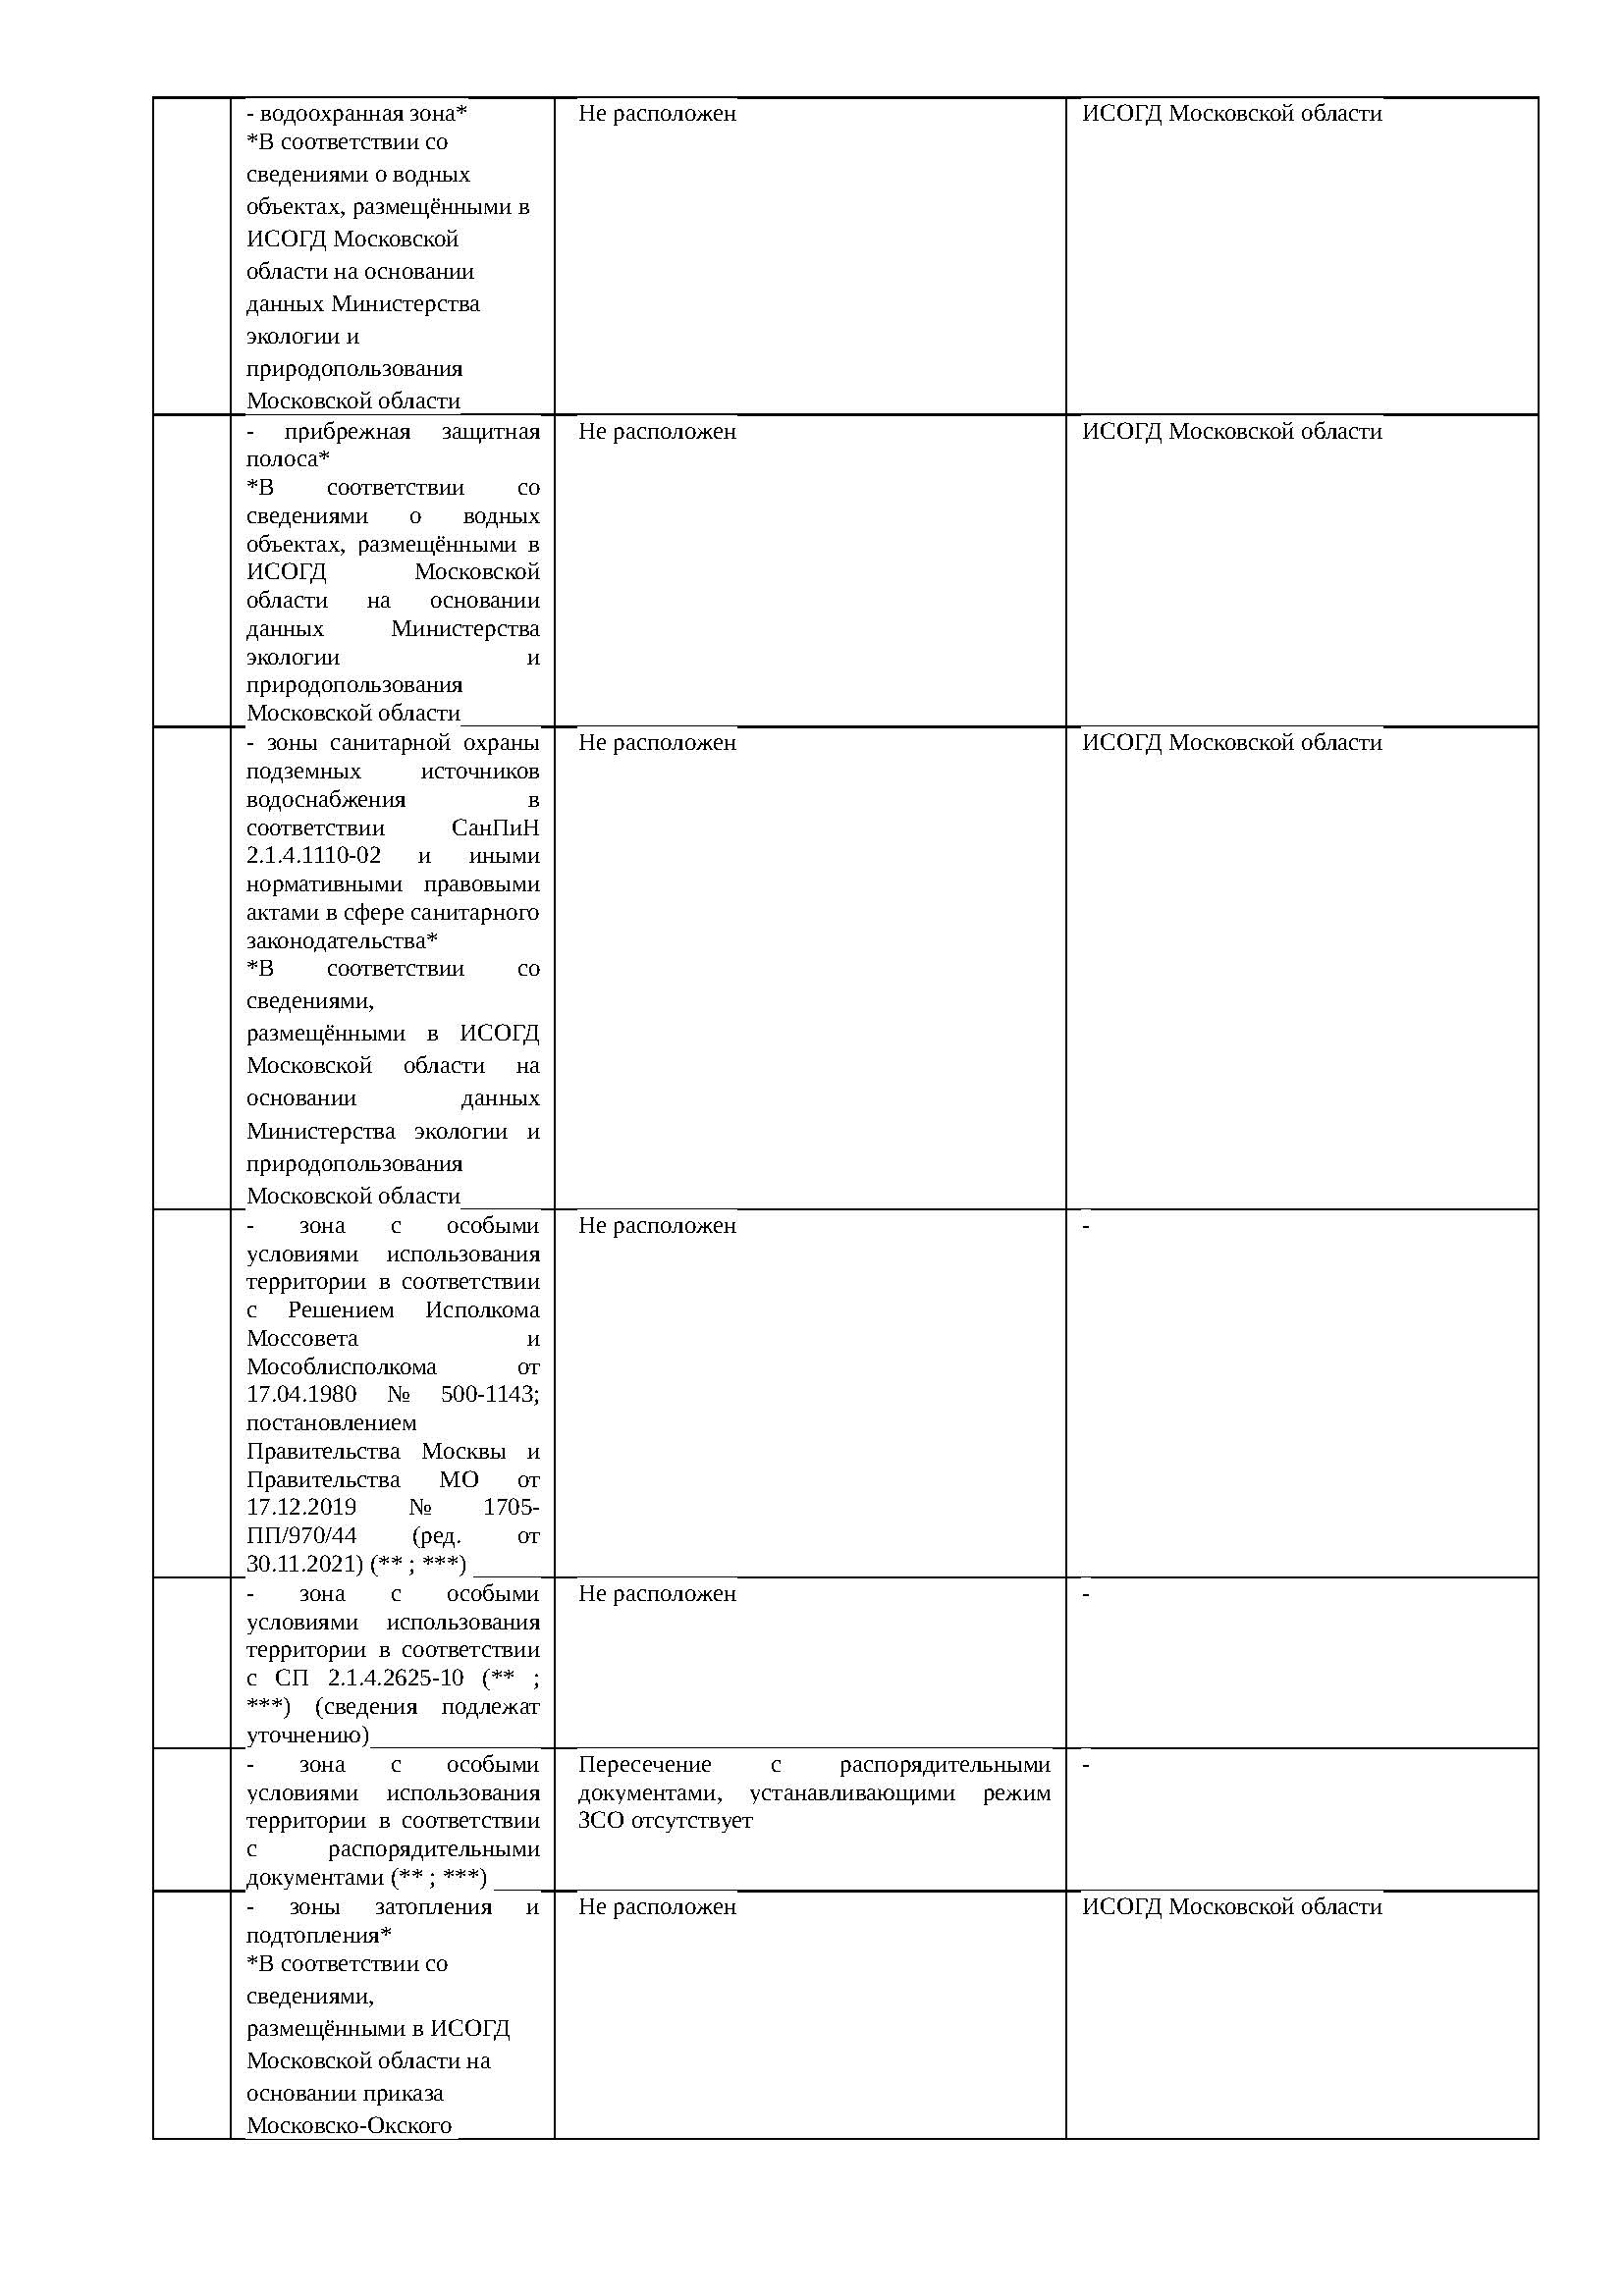 - водоохранная зона*
*В соответствии со
сведениями о водных
объектах, размещёнными в
ИСОГД Московской
области на основании
данных Министерства
экологии и
природопользования
Московской области
Не расположен
ИСОГД Московской области
- прибрежная защитная
полоса*
*В соответствии со
сведениями о водных
объектах, размещёнными в
ИСОГД Московской
области на основании
данных Министерства
экологии и
природопользования
Московской области
Не расположен
ИСОГД Московской области
- зоны санитарной охраны
подземных источников
водоснабжения в
соответствии СанПиН
2.1.4.1110-02 и иными
нормативными правовыми
актами в сфере санитарного
законодательства*
*В соответствии со
сведениями,
размещёнными в ИСОГД
Московской области на
основании данных
Министерства экологии и
природопользования
Московской области
Не расположен
ИСОГД Московской области
- зона с особыми
условиями использования
территории в соответствии
с Решением Исполкома
Моссовета и
Мособлисполкома от
17.04.1980 № 500-1143;
постановлением
Правительства Москвы и
Правительства МО от
17.12.2019 № 1705-
ПП/970/44 (ред. от
30.11.2021) (** ; ***)
Не расположен
-
- зона с особыми
условиями использования
территории в соответствии
с СП 2.1.4.2625-10 (** ;
***) (сведения подлежат
уточнению)
Не расположен
-
- зона с особыми
условиями использования
территории в соответствии
с распорядительными
документами (** ; ***)
Пересечение с распорядительными
документами, устанавливающими режим
ЗСО отсутствует
-
- зоны затопления и
подтопления*
*В соответствии со
сведениями,
размещёнными в ИСОГД
Московской области на
основании приказа
Московско-Окского
Не расположен
ИСОГД Московской области